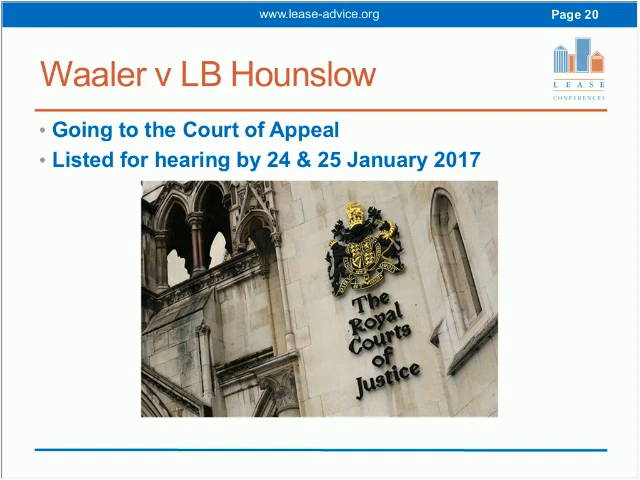 www.lease-advice.org
Page 20
Waaler v LB Hounslow
LEASE
CONFERENCES
• Going to the Court of Appeal
• Listed for hearing by 24 & 25 January 2017
The
Royal
Courts
of
Justice